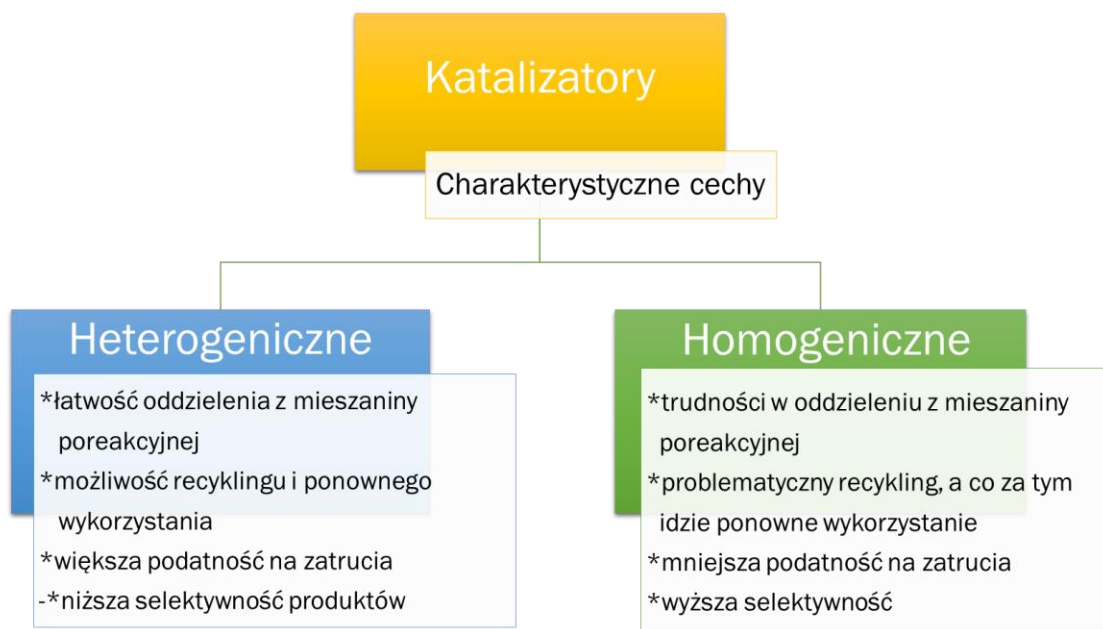 Katalizatory
Charakterystyczne cechy
Heterogeniczne
*łatwość oddzielenia z mieszaniny
poreakcyjnej
*możliwość recyklingu i ponownego
wykorzystania
*większa podatność na zatrucia
-*niższa selektywność produktów
Homogeniczne
*trudności w oddzieleniu z mieszaniny
poreakcyjnej
*problematyczny recykling, a co za tym
idzie ponowne wykorzystanie
*mniejsza podatność na zatrucia
*wyższa selektywność